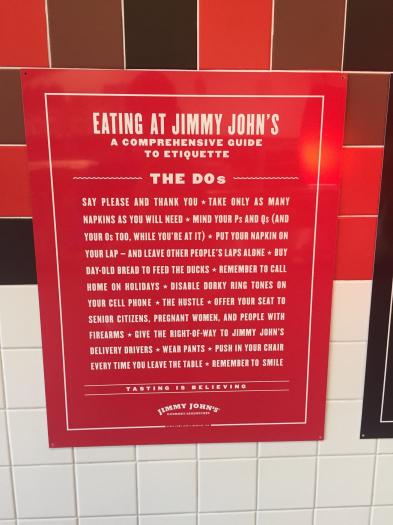 EATING AT JIMMY JOHN'S
A COMPREHENSIVE GUIDE
TO ETIQUETTE
THE DOs
SAY PLEASE AND THANK YOU ★ TAKE ONLY AS MANY
NAPKINS AS YOU WILL NEED ★ MIND YOUR Ps AND Qs (AND
YOUR Os TOO, WHILE YOU'RE AT IT) ★ PUT YOUR NAPKIN ON
YOUR LAP – AND LEAVE OTHER PEOPLE'S LAPS ALONE ★ BUY
DAY-OLD BREAD TO FEED THE DUCKS ★ REMEMBER TO CALL
HOME ON HOLIDAYS ★ DISABLE DORKY RING TONES ON
YOUR CELL PHONE ★ THE HUSTLE ★ OFFER YOUR SEAT TO
SENIOR CITIZENS, PREGNANT WOMEN, AND PEOPLE WITH
FIREARMS ★ GIVE THE RIGHT-OF-WAY TO JIMMY JOHN'S
DELIVERY DRIVERS ★ WEAR PANTS ★ PUSH IN YOUR CHAIR
EVERY TIME YOU LEAVE THE TABLE ★ REMEMBER TO SMILE
TASTING IS BELIEVING
JIMMY JOHN'S
GOURMET SANDWICHES